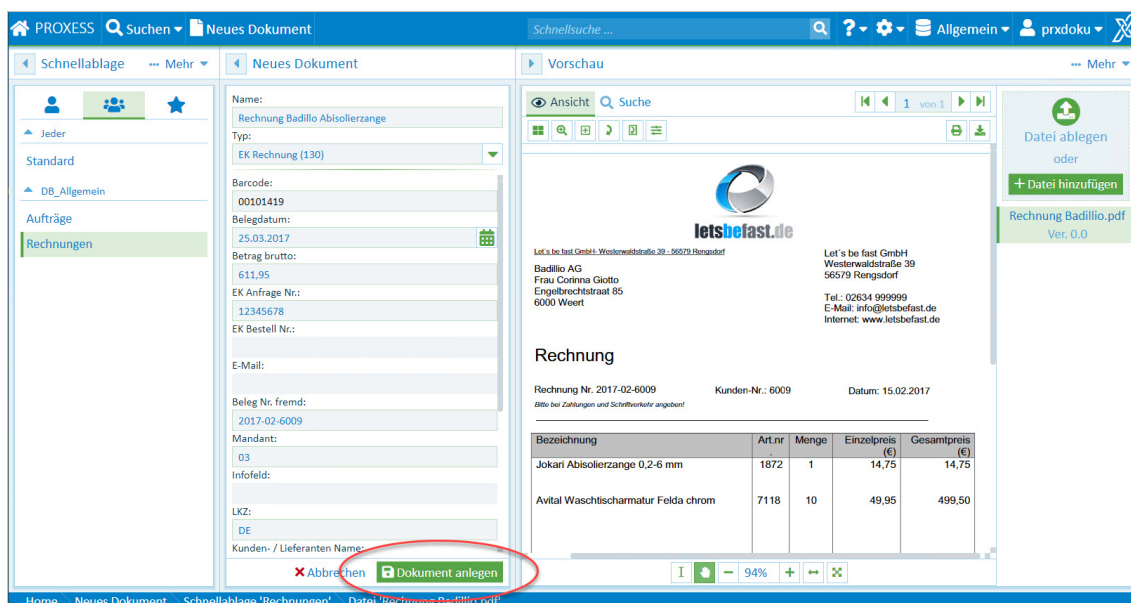 PROXESS Suchen Neues Dokument Schnellsuche ... ? Allgemein prxdoku
Schnellablage ... Mehr
Jeder
Standard
DB_Allgemein
Aufträge
Rechnungen
Neues Dokument
Name:
Rechnung Badillo Abisolierzange
Typ:
EK Rechnung (130)
Barcode:
00101419
Belegdatum:
25.03.2017
Betrag brutto:
611,95
EK Anfrage Nr.:
12345678
EK Bestell Nr.:
E-Mail:
Beleg Nr. fremd:
2017-02-6009
Mandant:
03
Infofeld:
LKZ:
DE
Kunden- / Lieferanten Name:
Abbrechen Dokument anlegen
Vorschau ... Mehr
Ansicht Suche 1 von 1
letsbefast.de
Let´s be fast GmbH- Westerwaldstraße 39 - 56579 Rengsdorf
Badillio AG
Frau Corinna Giotto
Engelbrechtstraat 85
6000 Weert
Let´s be fast GmbH
Westerwaldstraße 39
56579 Rengsdorf
Tel.: 02634 999999
E-Mail: info@letsbefast.de
Internet: www.letsbefast.de
Rechnung
Rechnung Nr. 2017-02-6009 Kunden-Nr.: 6009 Datum: 15.02.2017
Bitte bei Zahlungen und Schriftverkehr angeben!
Bezeichnung Art.nr. Menge Einzelpreis (€) Gesamtpreis (€)
Jokari Abisolierzange 0,2-6 mm 1872 1 14,75 14,75
Avital Waschtischarmatur Felda chrom 7118 10 49,95 499,50
94%
Datei ablegen
oder
+ Datei hinzufügen
Rechnung Badillio.pdf
Ver. 0.0
Home Neues Dokument Schnellablage 'Rechnungen' Datei 'Rechnung Badillio.pdf'